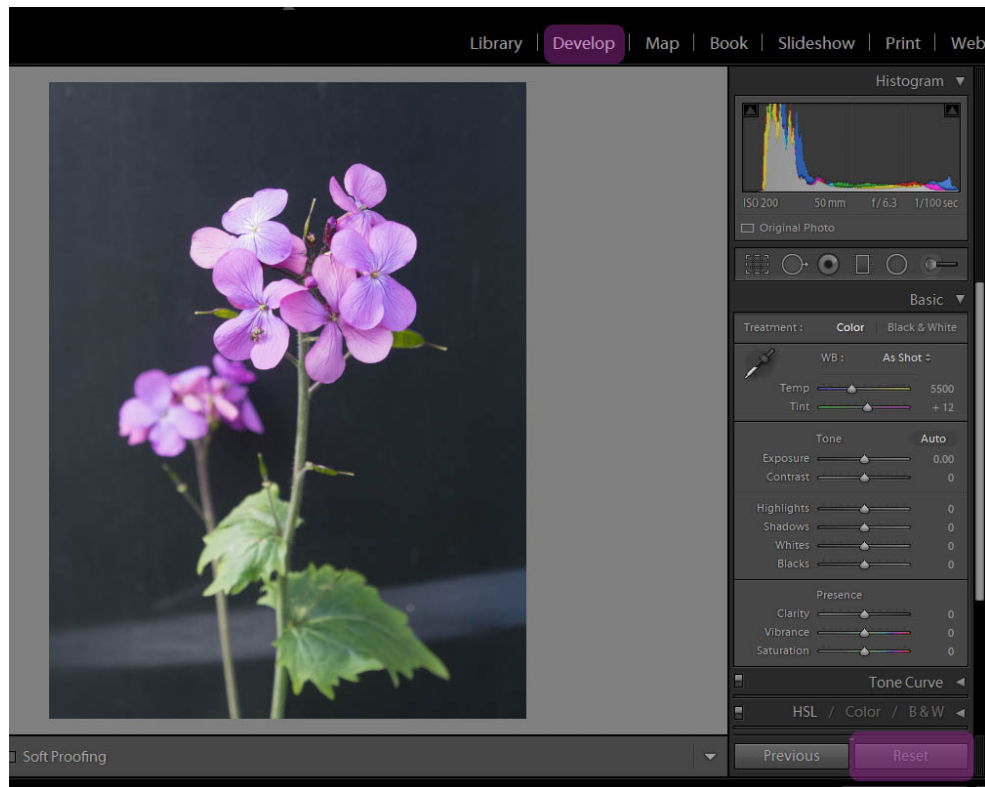 Library | Develop | Map | Book | Slideshow | Print | Web
Histogram
ISO 200 50 mm f / 6.3 1/100 sec
Original Photo
Basic
Treatment : Color Black & White
WB : As Shot
Temp 5500
Tint + 12
Tone Auto
Exposure 0.00
Contrast 0
Highlights 0
Shadows 0
Whites 0
Blacks 0
Presence
Clarity 0
Vibrance 0
Saturation 0
Tone Curve
HSL / Color / B & W
Soft Proofing
Previous Reset